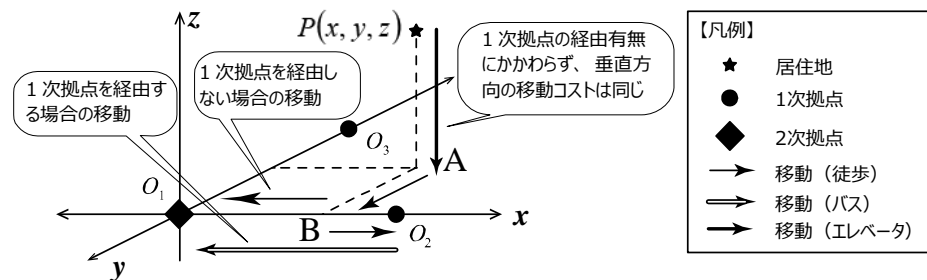 z
P(x, y, z)
1次拠点を経由する場合の移動
1次拠点を経由しない場合の移動
1次拠点の経由有無にかかわらず、垂直方向の移動コストは同じ
O3
A
O1
B
O2
x
y
【凡例】
居住地
1次拠点
2次拠点
移動（徒歩）
移動（バス）
移動（エレベータ）